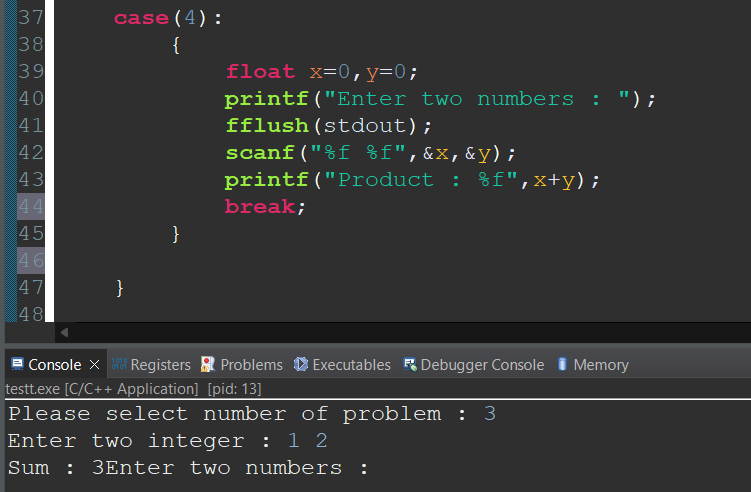 37 case(4):
38 {
39 float x=0,y=0;
40 printf("Enter two numbers : ");
41 fflush(stdout);
42 scanf("%f %f",&x,&y);
43 printf("Product : %f",x+y);
44 break;
45 }
46
47 }
48
Console Registers Problems Executables Debugger Console Memory
testt.exe [C/C++ Application] [pid: 13]
Please select number of problem : 3
Enter two integer : 1 2
Sum : 3Enter two numbers :